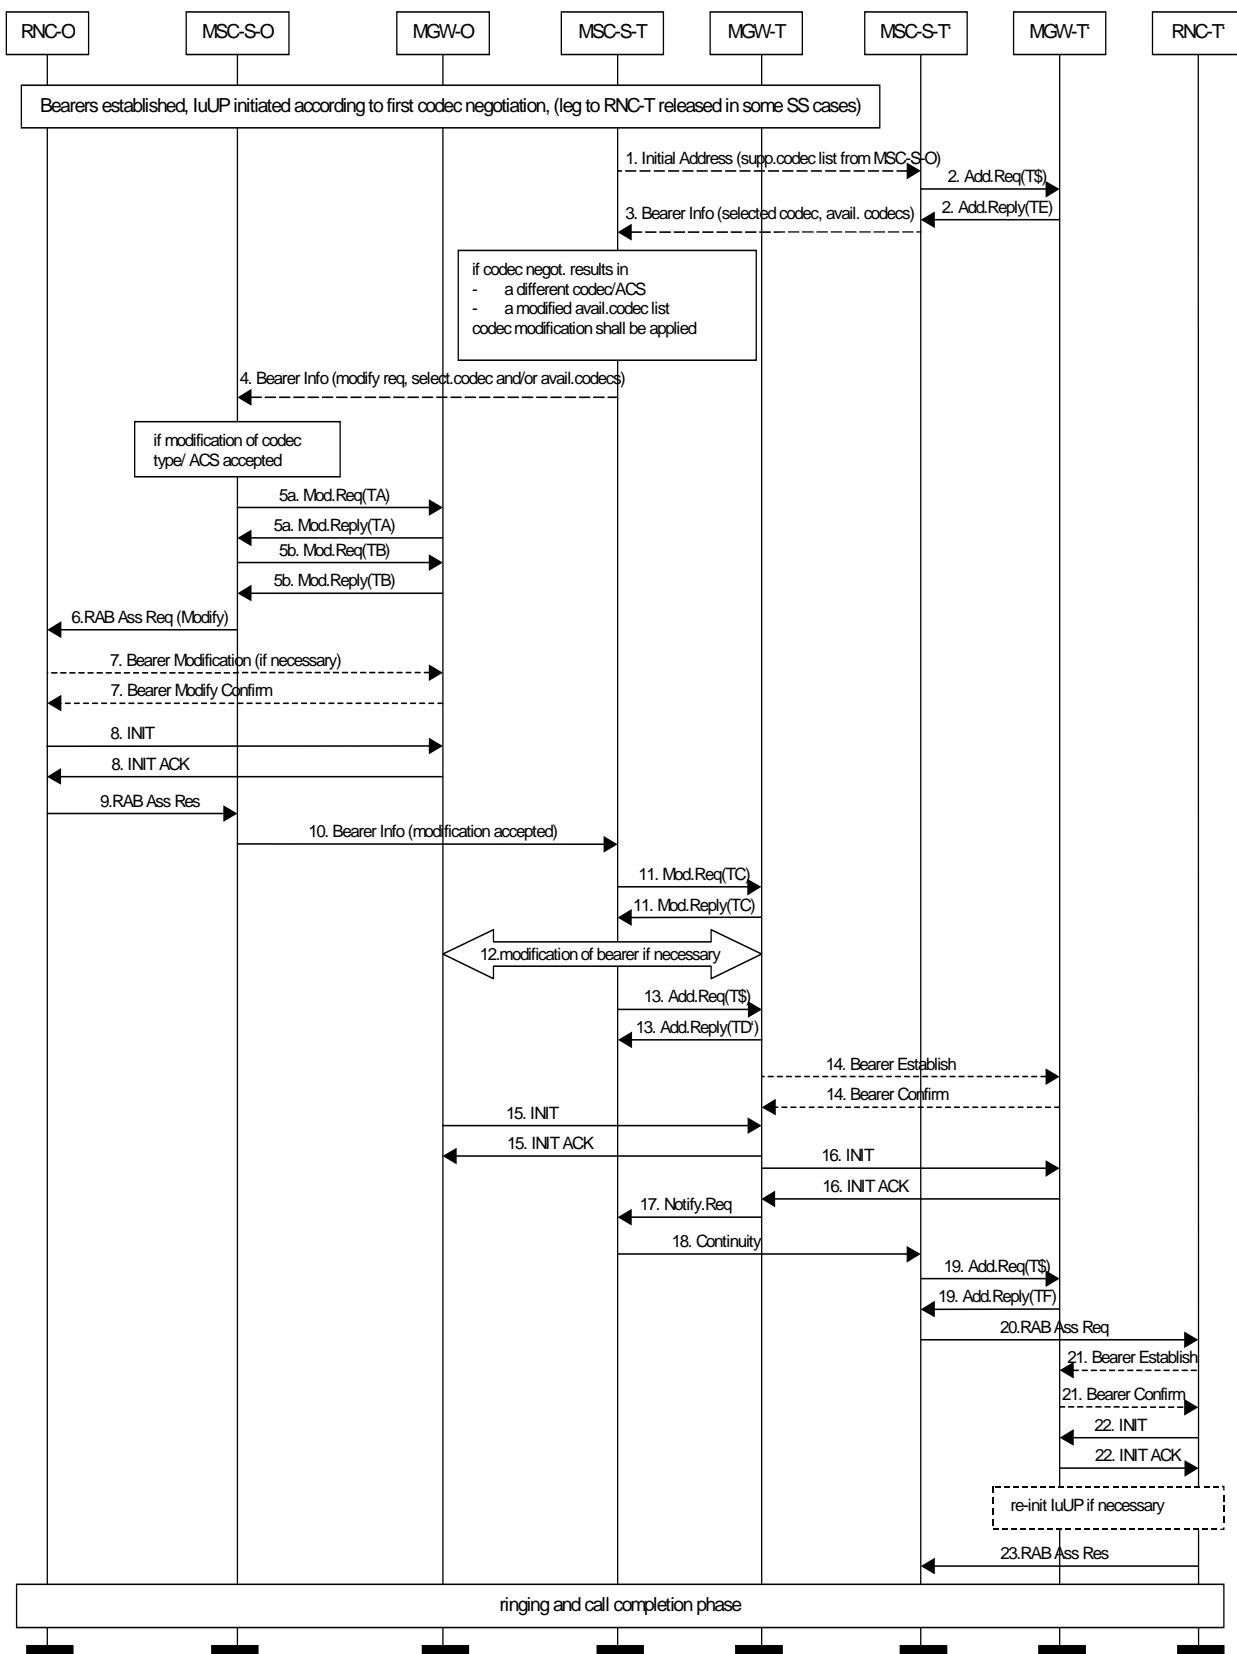 RNC-O
MSC-S-O
MGW-O
MSC-S-T
MGW-T
MSC-S-T'
MGW-T'
RNC-T'
Bearers established, IuUP initiated according to first codec negotiation, (leg to RNC-T released in some SS cases)
1. Initial Address (supp.codec list from MSC-S-O)
2. Add.Req(T$)
2. Add.Reply(TE)
3. Bearer Info (selected codec, avail. codecs)
if codec negot. results in
- a different codec/ACS
- a modified avail.codec list
codec modification shall be applied
4. Bearer Info (modify req, select.codec and/or avail.codecs)
if modification of codec
type/ ACS accepted
5a. Mod.Req(TA)
5a. Mod.Reply(TA)
5b. Mod.Req(TB)
5b. Mod.Reply(TB)
6.RAB Ass Req (Modify)
7. Bearer Modification (if necessary)
7. Bearer Modify Confirm
8. INIT
8. INIT ACK
9.RAB Ass Res
10. Bearer Info (modification accepted)
11. Mod.Req(TC)
11. Mod.Reply(TC)
12.modification of bearer if necessary
13. Add.Req(T$)
13. Add.Reply(TD')
14. Bearer Establish
14. Bearer Confirm
15. INIT
15. INIT ACK
16. INIT
16. INIT ACK
17. Notify.Req
18. Continuity
19. Add.Req(T$)
19. Add.Reply(TF)
20.RAB Ass Req
21. Bearer Establish
21. Bearer Confirm
22. INIT
22. INIT ACK
re-init IuUP if necessary
23.RAB Ass Res
ringing and call completion phase